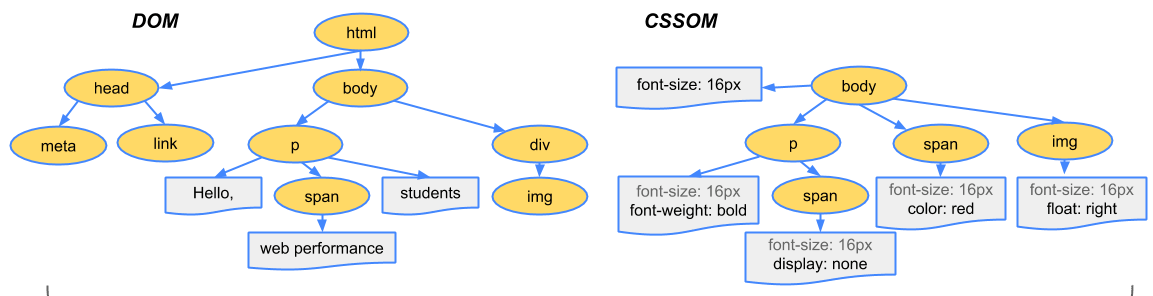 DOM
html
head
body
meta
link
p
div
Hello,
span
students
img
web performance
CSSOM
font-size: 16px
body
p
span
img
font-size: 16px
font-weight: bold
span
font-size: 16px
color: red
font-size: 16px
float: right
font-size: 16px
display: none